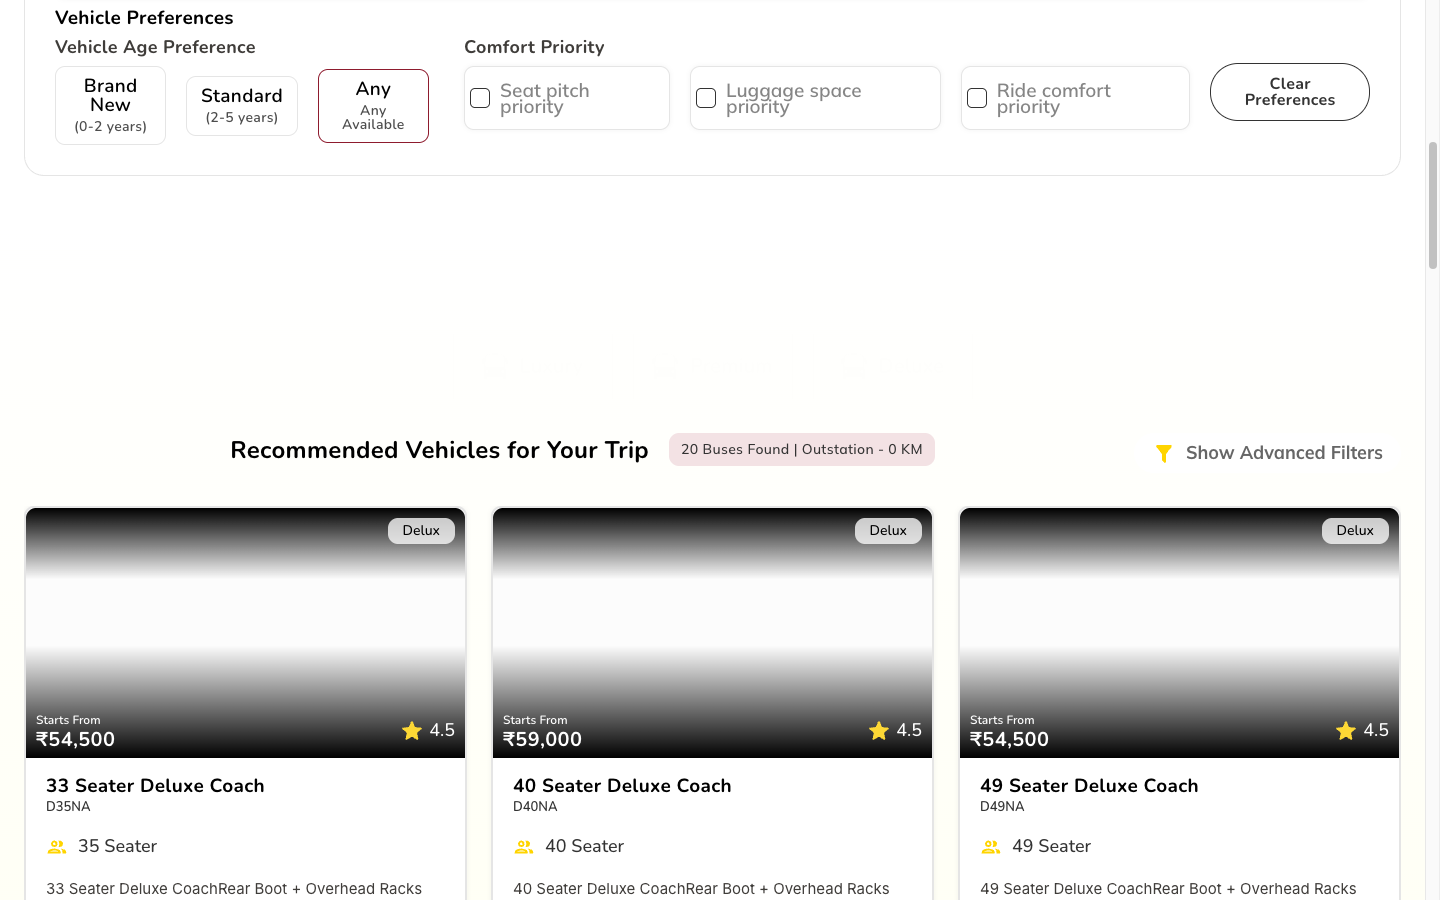 Vehicle Preferences
Vehicle Age Preference
Brand
New
(0-2 years)
Standard
(2-5 years)
Any
Any
Available
Comfort Priority
Seat pitch
priority
Luggage space
priority
Ride comfort
priority
Clear
Preferences
Recommended Vehicles for Your Trip
20 Buses Found | Outstation - 0 KM
Show Advanced Filters
Delux
Starts From
₹54,500
4.5
33 Seater Deluxe Coach
D35NA
35 Seater
33 Seater Deluxe CoachRear Boot + Overhead Racks
Delux
Starts From
₹59,000
4.5
40 Seater Deluxe Coach
D40NA
40 Seater
40 Seater Deluxe CoachRear Boot + Overhead Racks
Delux
Starts From
₹54,500
4.5
49 Seater Deluxe Coach
D49NA
49 Seater
49 Seater Deluxe CoachRear Boot + Overhead Racks